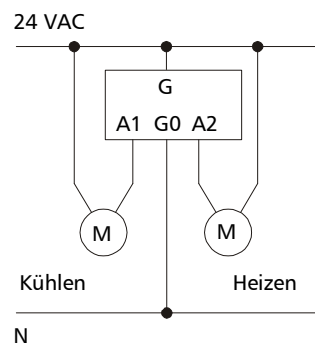 24 VAC
G
A1 G0 A2
M M
Kühlen Heizen
N